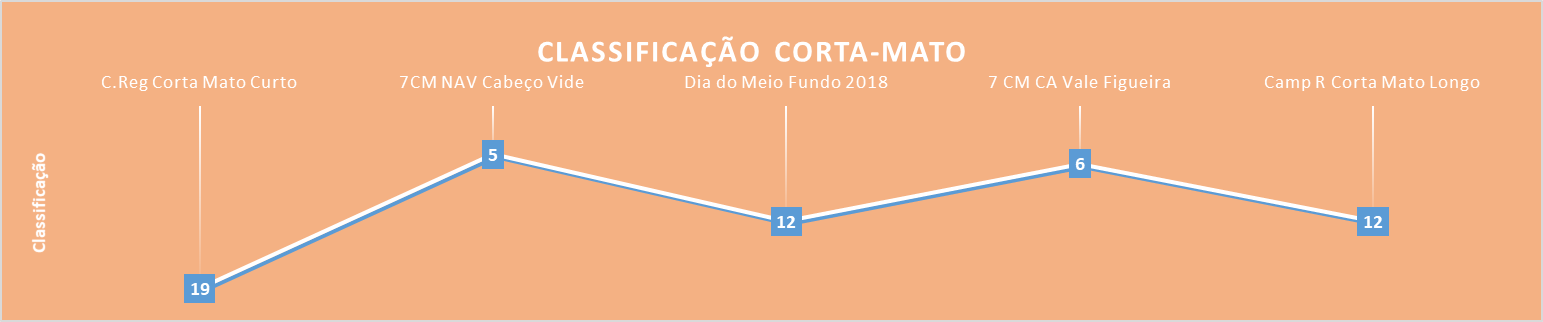 CLASSIFICAÇÃO CORTA-MATO
C.Reg Corta Mato Curto
7CM NAV Cabeço Vide
Dia do Meio Fundo 2018
7 CM CA Vale Figueira
Camp R Corta Mato Longo
Classificação
19
5
12
6
12